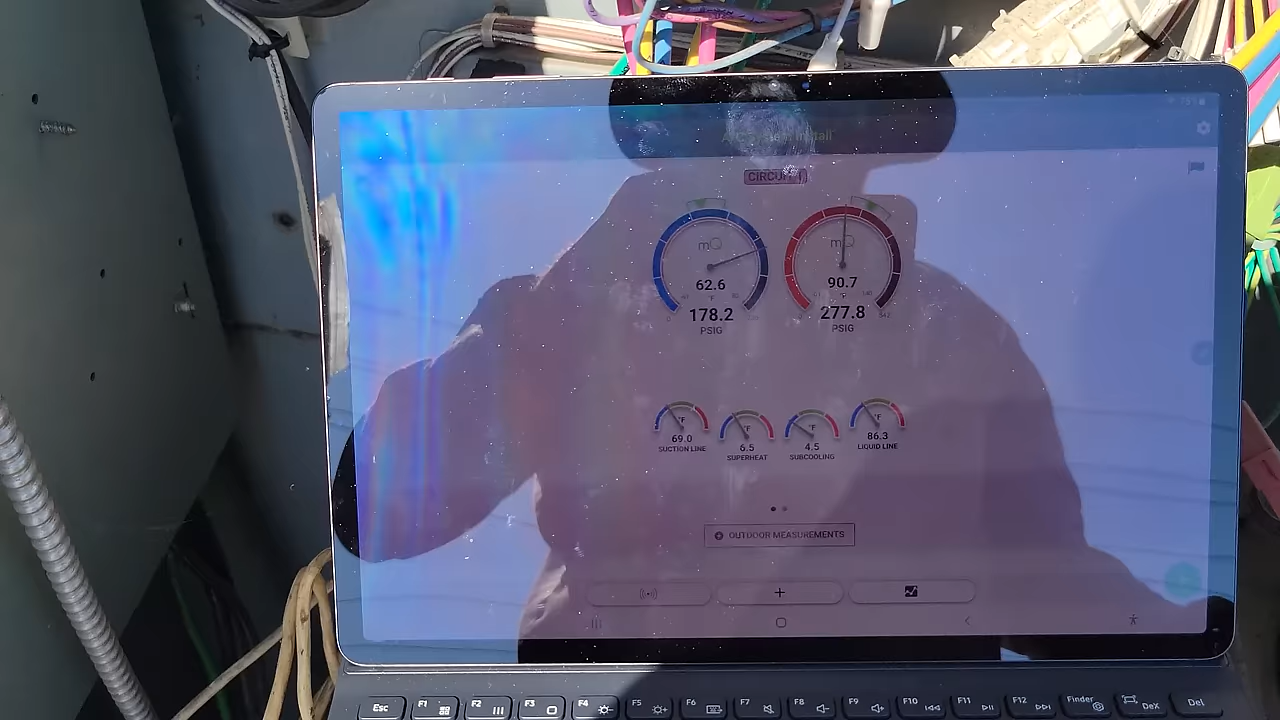 CIRCUIT 1
62.6
°F
178.2
PSIG
90.7
°F
277.8
PSIG
69.0
°F
SUCTION LINE
6.5
°F
SUPERHEAT
4.5
°F
SUBCOOLING
86.3
°F
LIQUID LINE
OUTDOOR MEASUREMENTS
Esc F1 F2 F3 F4 F5 F6 F7 F8 F9 F10 F11 F12 Finder DeX Del